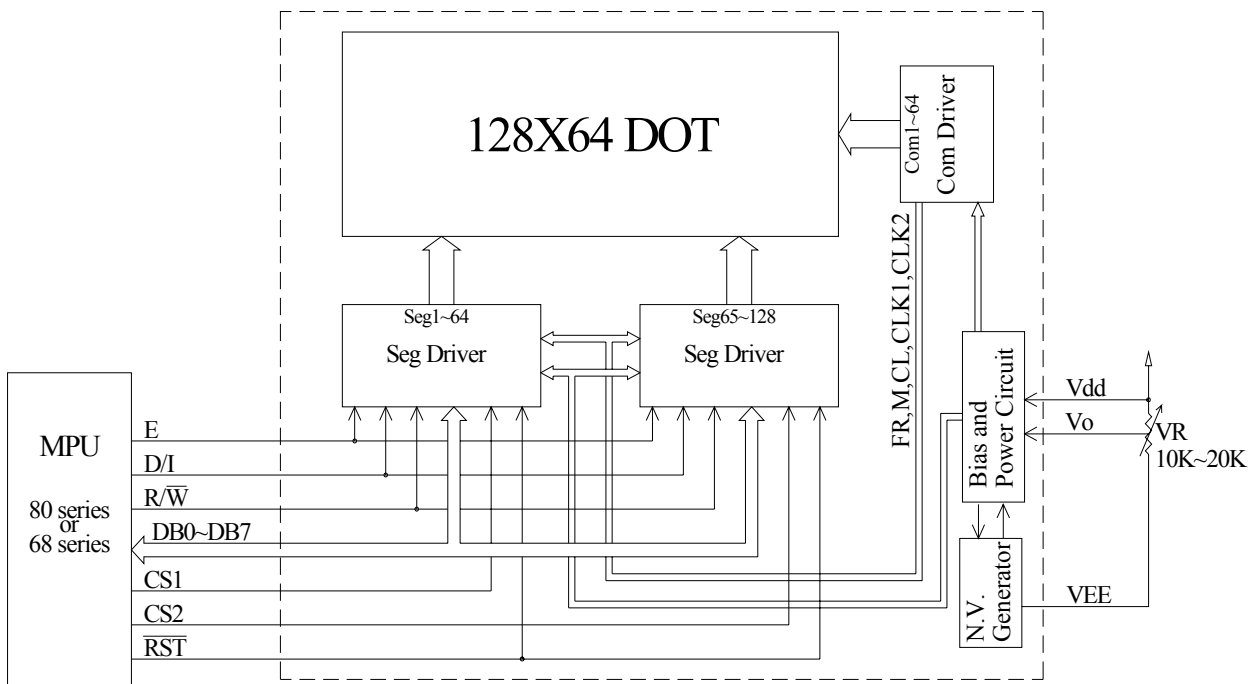 128X64 DOT
Com1~64
Com Driver
FR,M,CL,CLK1,CLK2
Seg1~64
Seg Driver
Seg65~128
Seg Driver
MPU
80 series
or
68 series
E
D/I
R/W̅
DB0~DB7
CS1
CS2
R̅S̅T̅
Bias and
Power Circuit
Vdd
Vo
VR
10K~20K
N.V.
Generator
VEE